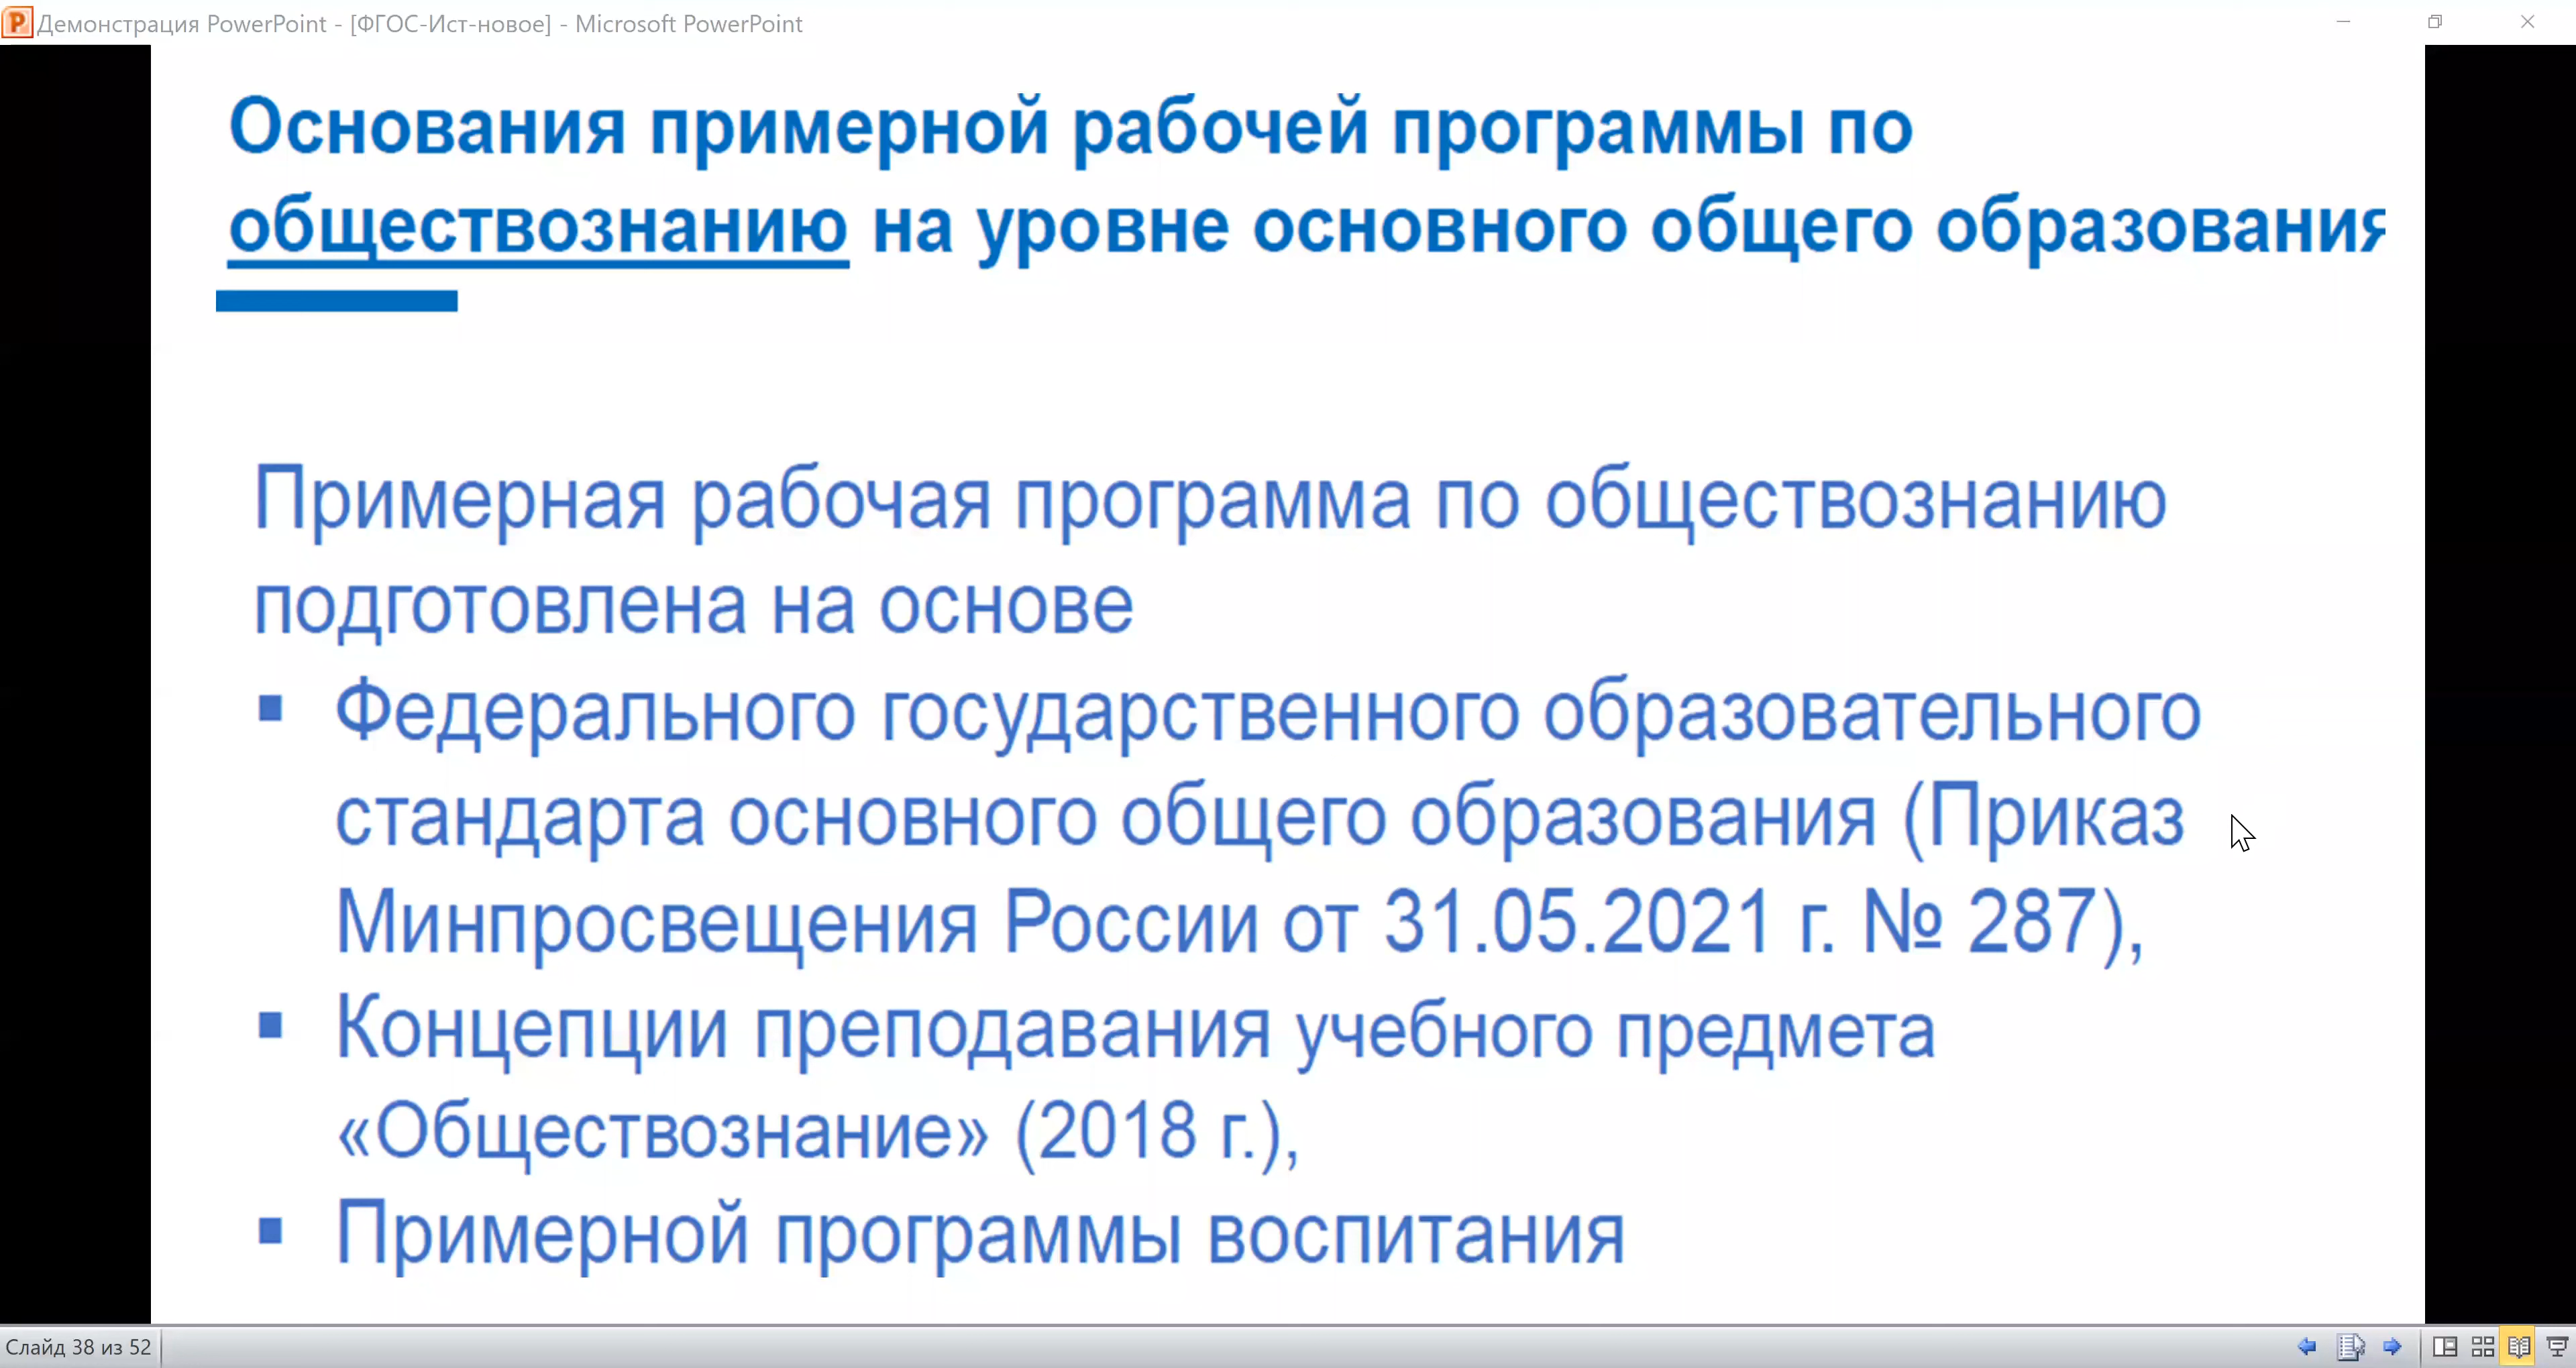 Демонстрация PowerPoint - [ФГОС-Ист-новое] - Microsoft PowerPoint
Основания примерной рабочей программы по
обществознанию на уровне основного общего образования
Примерная рабочая программа по обществознанию
подготовлена на основе
▪ Федерального государственного образовательного
стандарта основного общего образования (Приказ
Минпросвещения России от 31.05.2021 г. № 287),
▪ Концепции преподавания учебного предмета
«Обществознание» (2018 г.),
▪ Примерной программы воспитания
Слайд 38 из 52